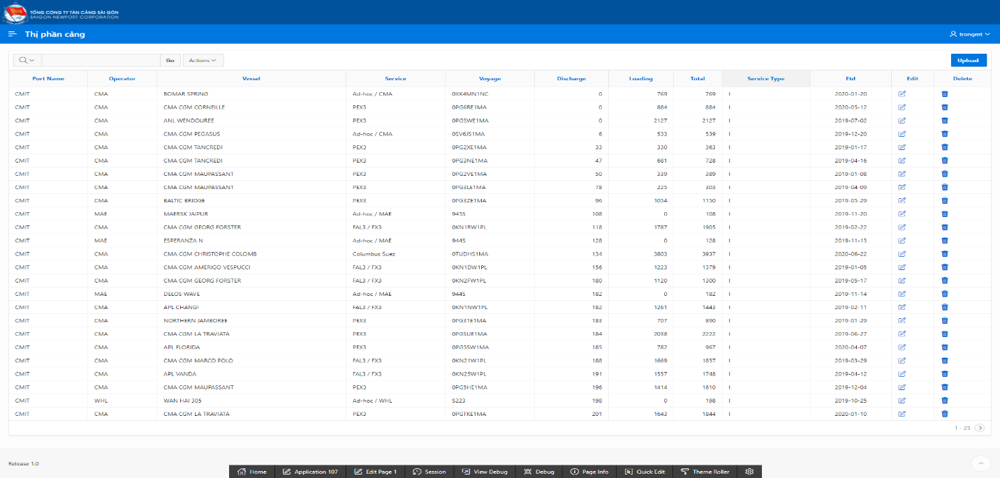 TỔNG CÔNG TY TÂN CẢNG SÀI GÒN
SAIGON NEWPORT CORPORATION
Thị phần cảng
trongmt
Go Actions Upload
Port Name Operator Vessel Service Voyage Discharge Loading Total Service Type Etd Edit Delete
CMIT CMA BOMAR SPRING Ad-hoc / CMA 0XK4MN1NC 0 769 769 I 2020-01-20
CMIT CMA CMA CGM CORNEILLE PEX3 0PG6RE1MA 0 884 884 I 2020-05-12
CMIT CMA ANL WENDOUREE PEX3 0PGSWE1MA 0 2127 2127 I 2019-07-02
CMIT CMA CMA CGM PEGASUS Ad-hoc / CMA 0SV6JS1MA 6 533 539 I 2019-12-20
CMIT CMA CMA CGM TANCREDI PEX3 0PG2XE1MA 33 330 363 I 2019-01-17
CMIT CMA CMA CGM TANCREDI PEX3 0PG3NE1MA 47 681 728 I 2019-04-16
CMIT CMA CMA CGM MAUPASSANT PEX3 0PG2VE1MA 50 339 389 I 2019-01-08
CMIT CMA CMA CGM MAUPASSANT PEX3 0PG3LE1MA 78 225 303 I 2019-04-09
CMIT CMA BALTIC BRIDGE PEX3 0PG3ZE1MA 96 1054 1150 I 2019-05-29
CMIT MAE MAERSK JAIPUR Ad-hoc / MAE 945S 108 0 108 I 2019-11-20
CMIT CMA CMA CGM GEORG FORSTER FAL3 / FX3 0KN1RW1PL 118 1787 1905 I 2019-02-22
CMIT MAE ESPERANZA N Ad-hoc / MAE 944S 128 0 128 I 2019-11-13
CMIT CMA CMA CGM CHRISTOPHE COLOMB Columbus Suez 0TUDHS1MA 134 3803 3937 I 2020-06-22
CMIT CMA CMA CGM AMERIGO VESPUCCI FAL3 / FX3 0KN1DW1PL 156 1223 1379 I 2019-01-05
CMIT CMA CMA CGM GEORG FORSTER FAL3 / FX3 0KN2FW1PL 180 1120 1300 I 2019-05-17
CMIT MAE DELOS WAVE Ad-hoc / MAE 944S 182 0 182 I 2019-11-14
CMIT CMA APL CHANGI FAL3 / FX3 0KN1NW1PL 182 1261 1443 I 2019-02-11
CMIT CMA NORTHERN JAMBOREE PEX3 0PG31E1MA 183 707 890 I 2019-01-29
CMIT CMA CMA CGM LA TRAVIATA PEX3 0PGSUE1MA 184 2038 2222 I 2019-06-27
CMIT CMA APL FLORIDA PEX3 0PG5SW1MA 185 782 967 I 2020-04-07
CMIT CMA CMA CGM MARCO POLO FAL3 / FX3 0KN21W1PL 188 1669 1857 I 2019-03-29
CMIT CMA APL VANDA FAL3 / FX3 0KN25W1PL 191 1557 1748 I 2019-04-12
CMIT CMA CMA CGM MAUPASSANT PEX3 0PG5HE1MA 196 1414 1610 I 2019-12-04
CMIT WHL WAN HAI 305 Ad-hoc / WHL S223 198 0 198 I 2019-10-25
CMIT CMA CMA CGM LA TRAVIATA PEX3 0PGTKE1MA 201 1643 1844 I 2020-01-10
1 - 25
Release 1.0
Home Application 107 Edit Page 1 Session View Debug Debug Page Info Quick Edit Theme Roller